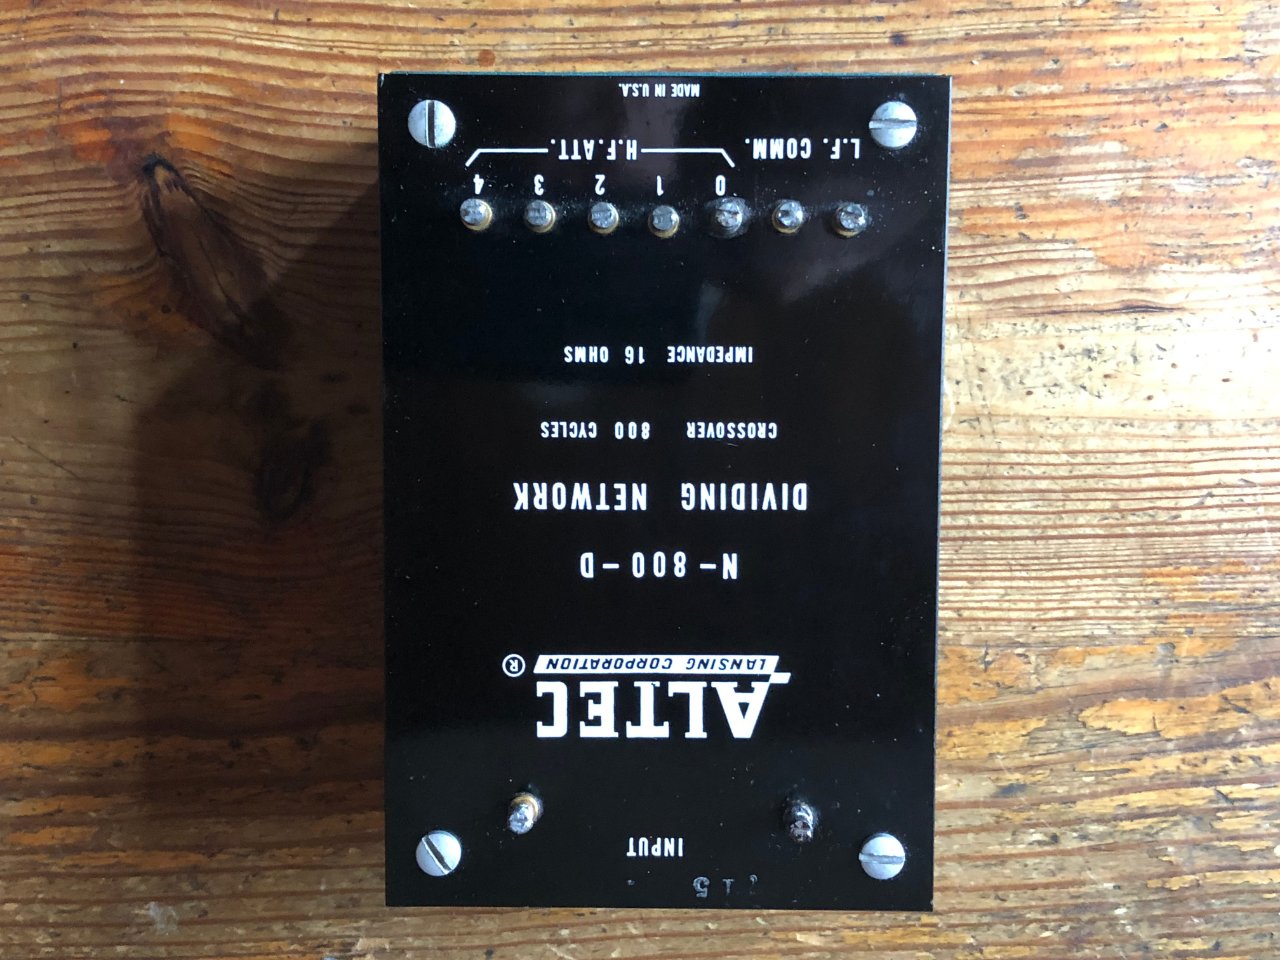 INPUT
ALTEC
LANSING CORPORATION ®
N-800-D
DIVIDING NETWORK
CROSSOVER 800 CYCLES
IMPEDANCE 16 OHMS
0 1 2 3 4
L.F. COMM. H.F.ATT.
MADE IN U.S.A.